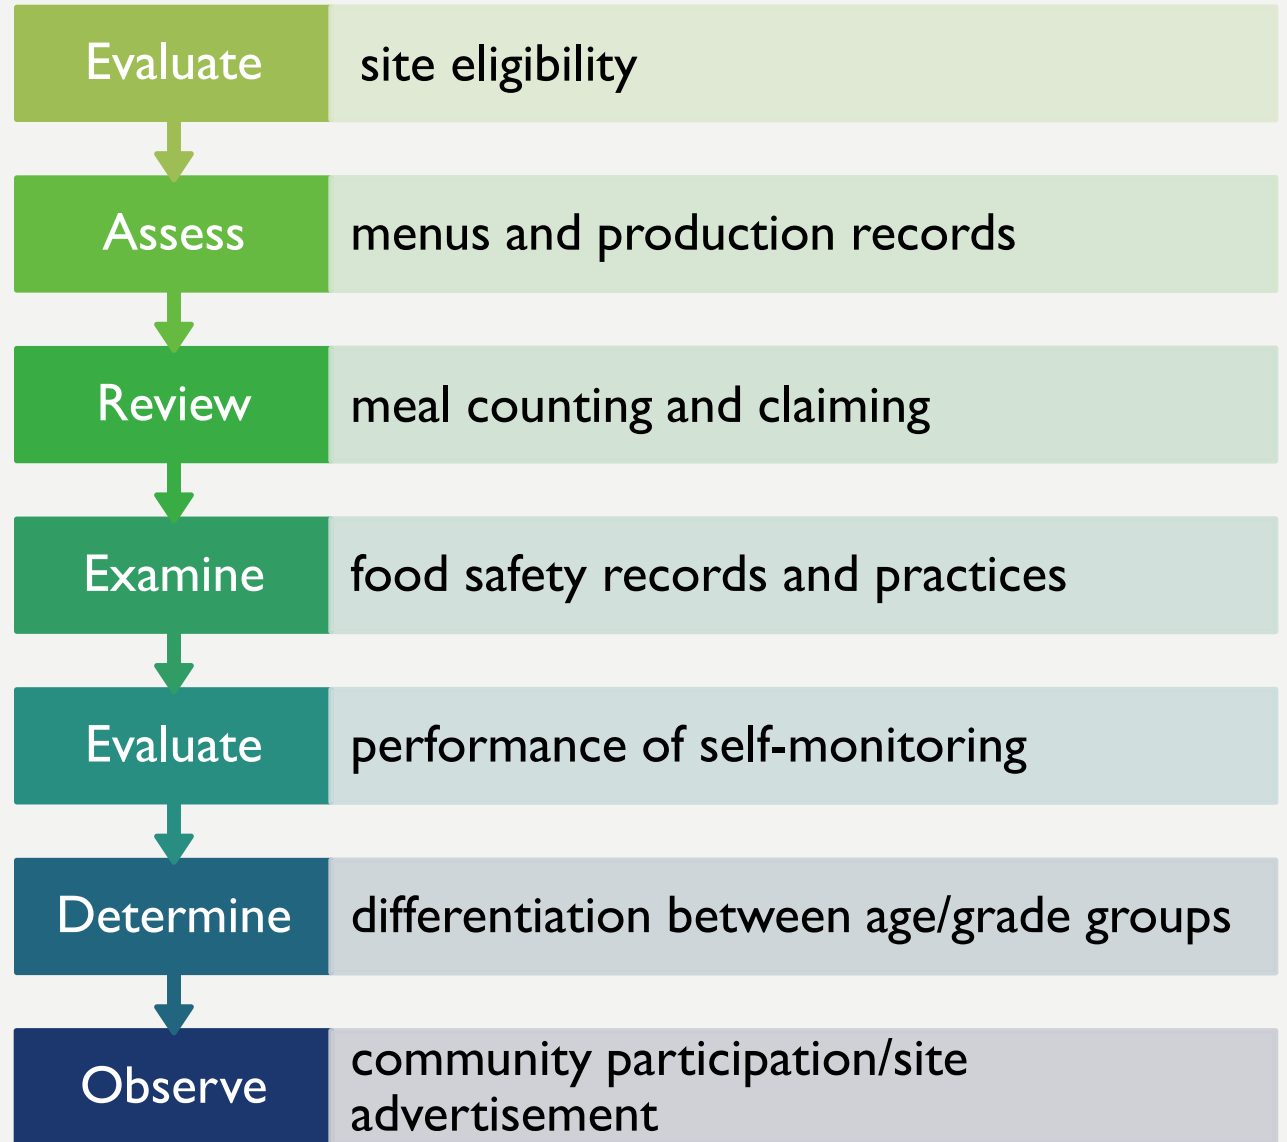 Evaluate site eligibility
Assess menus and production records
Review meal counting and claiming
Examine food safety records and practices
Evaluate performance of self-monitoring
Determine differentiation between age/grade groups
Observe community participation/site
advertisement